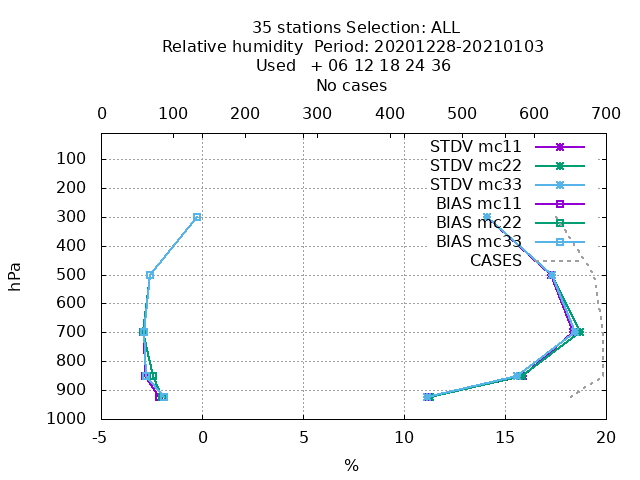 35 stations Selection: ALL
Relative humidity  Period: 20201228-20210103
Used   + 06 12 18 24 36
No cases
0 100 200 300 400 500 600 700
STDV mc11
STDV mc22
STDV mc33
BIAS mc11
BIAS mc22
BIAS mc33
CASES
100
200
300
400
500
600
700
800
900
1000
hPa
-5 0 5 10 15 20
%